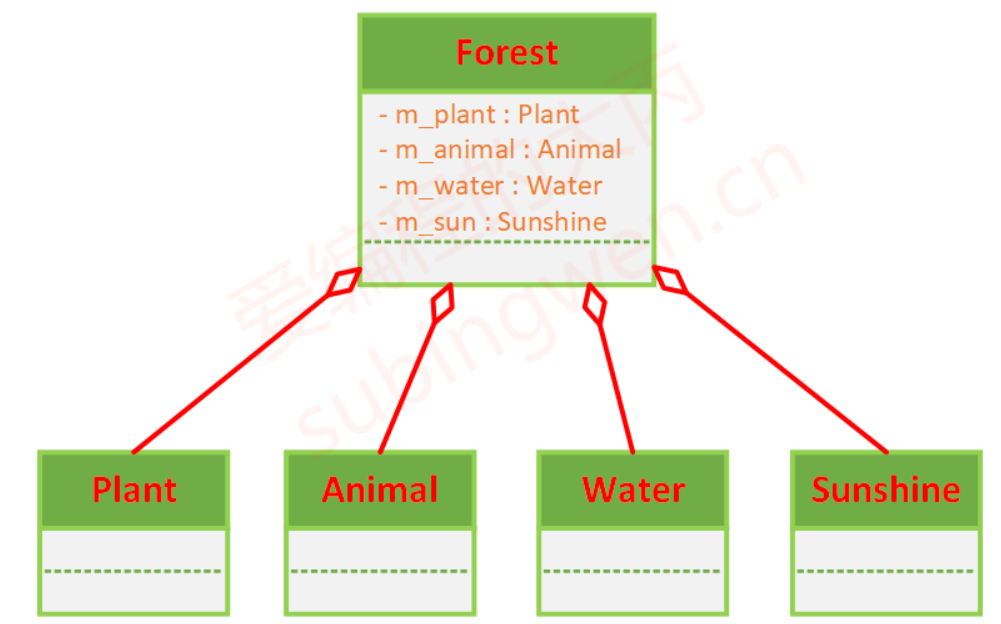 Forest
- m_plant : Plant
- m_animal : Animal
- m_water : Water
- m_sun : Sunshine
爱编程的大丙
subingwen.cn
Plant
Animal
Water
Sunshine